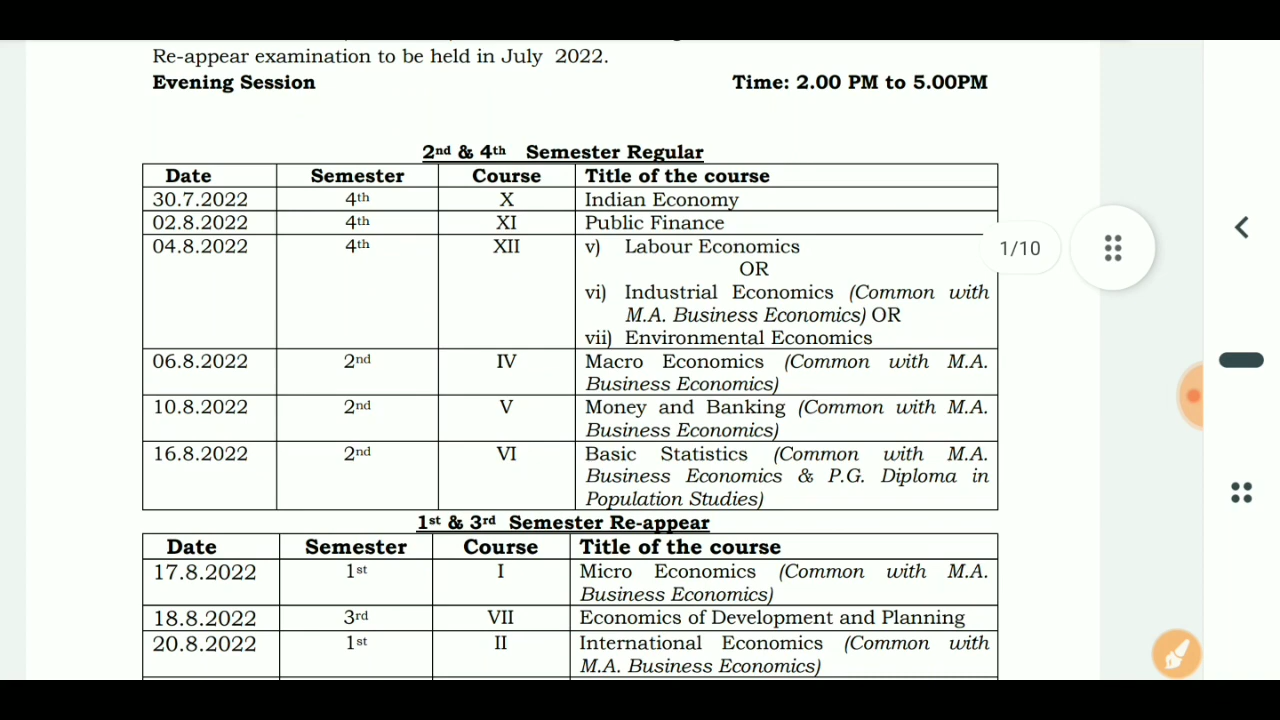 Re-appear examination to be held in July 2022.
Evening Session Time: 2.00 PM to 5.00PM
2nd & 4th Semester Regular
Date Semester Course Title of the course
30.7.2022 4th X Indian Economy
02.8.2022 4th XI Public Finance
04.8.2022 4th XII v) Labour Economics
OR
vi) Industrial Economics (Common with
M.A. Business Economics) OR
vii) Environmental Economics
06.8.2022 2nd IV Macro Economics (Common with M.A.
Business Economics)
10.8.2022 2nd V Money and Banking (Common with M.A.
Business Economics)
16.8.2022 2nd VI Basic Statistics (Common with M.A.
Business Economics & P.G. Diploma in
Population Studies)
1st & 3rd Semester Re-appear
Date Semester Course Title of the course
17.8.2022 1st I Micro Economics (Common with M.A.
Business Economics)
18.8.2022 3rd VII Economics of Development and Planning
20.8.2022 1st II International Economics (Common with
M.A. Business Economics)
1/10